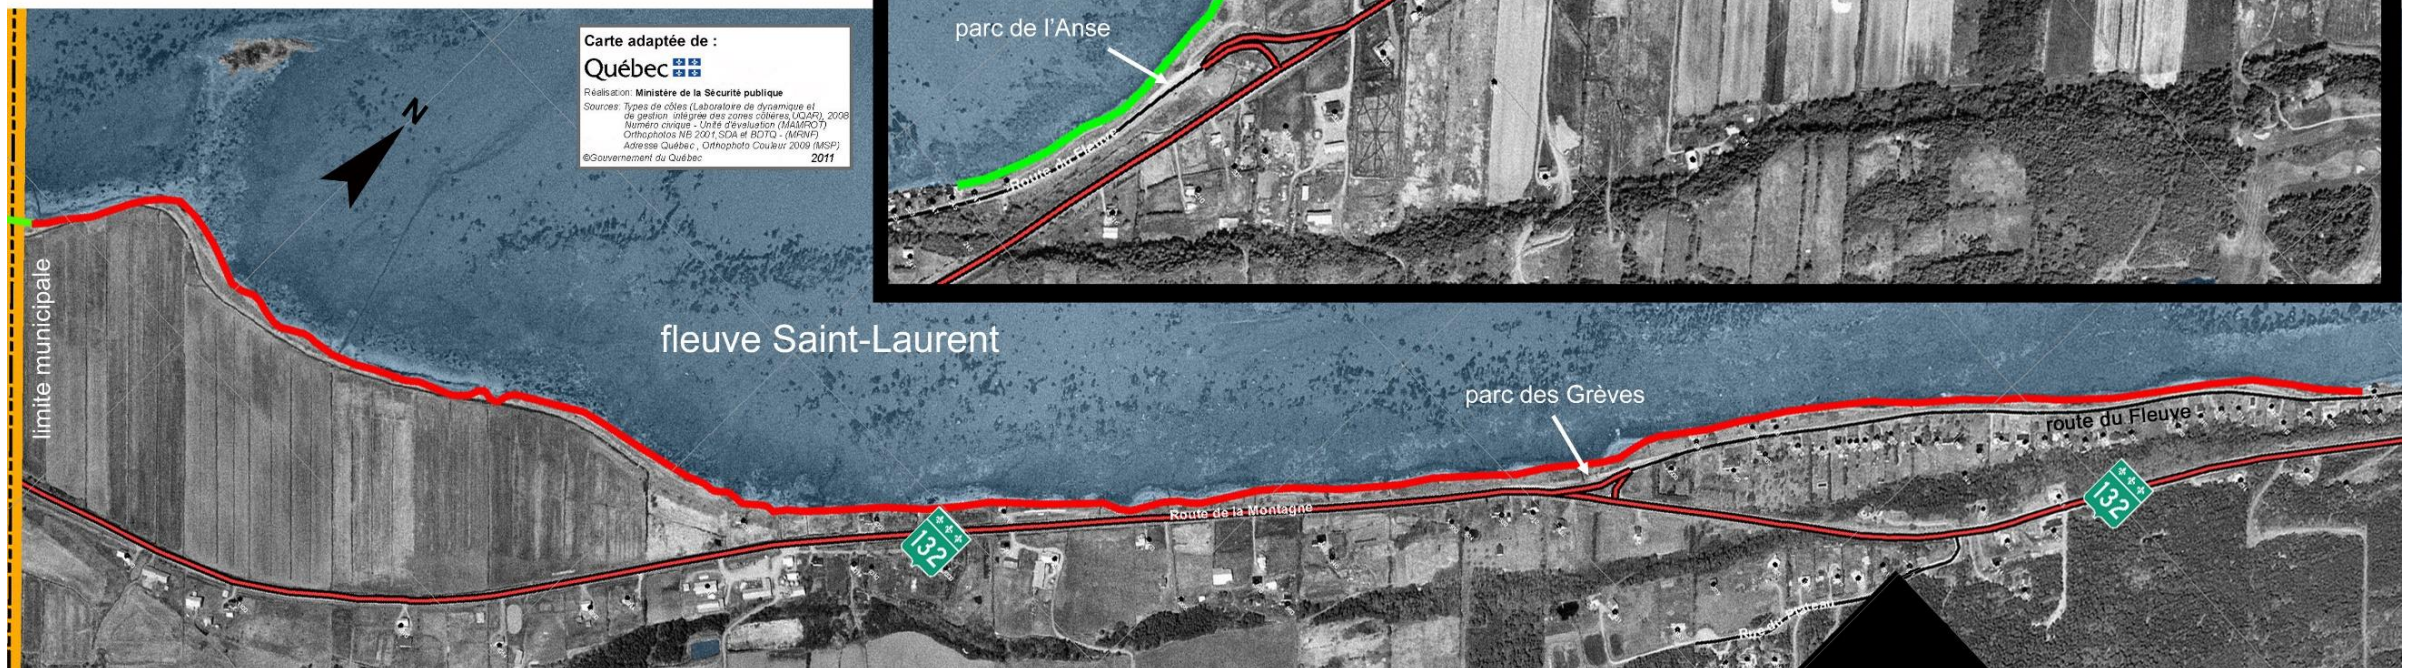 parc de l'Anse
Carte adaptée de :
Québec
Réalisation: Ministère de la Sécurité publique
Sources: Types de côtes (Laboratoire de dynamique et
de gestion intégrée des zones côtières, UQAR), 2008
Numéro civique - Unité d'évaluation (MAMROT)
Orthophotos NB 2001, SDA et BDTQ - (MRNF)
Adresse Québec, Orthophoto Couleur 2009 (MSP)
©Gouvernement du Québec 2011
N
Route du Fleuve
limite municipale
fleuve Saint-Laurent
parc des Grèves
route du Fleuve
Route de la Montagne
132
132
Rue du Plateau